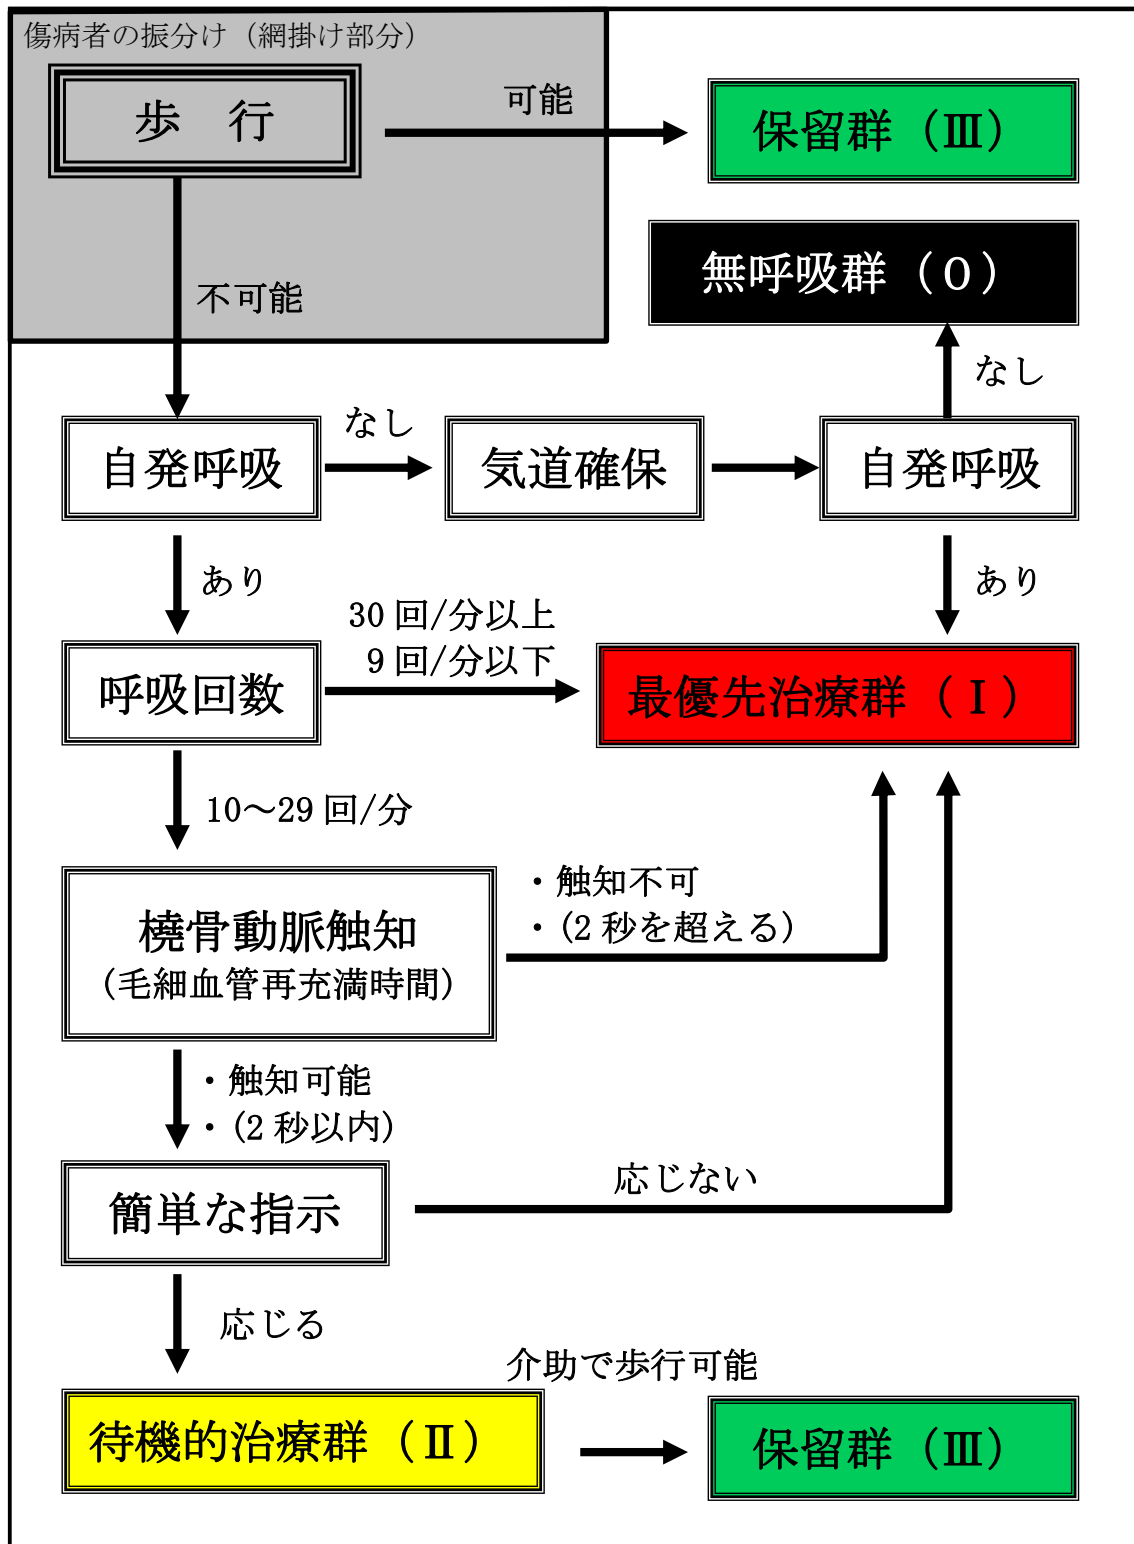 傷病者の振分け（網掛け部分）
歩　行
可能
保留群（Ⅲ）
無呼吸群（０）
不可能
なし
自発呼吸
なし
気道確保
自発呼吸
あり
あり
30 回/分以上
9 回/分以下
呼吸回数
最優先治療群（Ⅰ）
10～29 回/分
橈骨動脈触知
(毛細血管再充満時間)
・触知不可
・(2 秒を超える)
・触知可能
・(2 秒以内)
簡単な指示
応じない
応じる
介助で歩行可能
待機的治療群（Ⅱ）
保留群（Ⅲ）